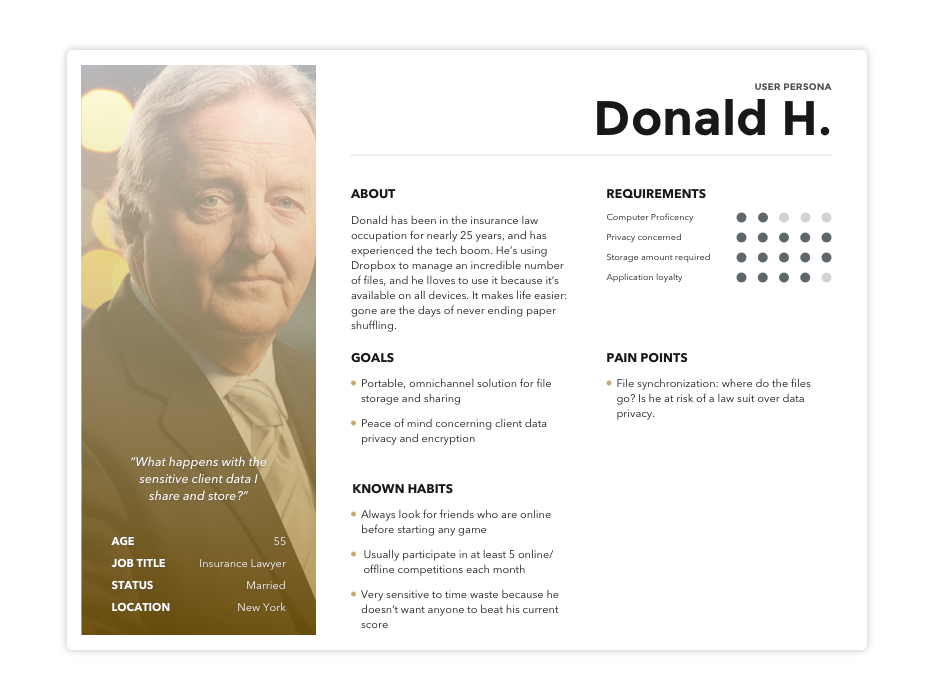 “What happens with the
sensitive client data I
share and store?”
AGE 55
JOB TITLE Insurance Lawyer
STATUS Married
LOCATION New York
USER PERSONA
Donald H.
ABOUT
Donald has been in the insurance law
occupation for nearly 25 years, and has
experienced the tech boom. He’s using
Dropbox to manage an incredible number
of files, and he lloves to use it because it’s
available on all devices. It makes life easier:
gone are the days of never ending paper
shuffling.
REQUIREMENTS
Computer Proficency
Privacy concerned
Storage amount required
Application loyalty
GOALS
Portable, omnichannel solution for file
storage and sharing
Peace of mind concerning client data
privacy and encryption
PAIN POINTS
File synchronization: where do the files
go? Is he at risk of a law suit over data
privacy.
KNOWN HABITS
Always look for friends who are online
before starting any game
Usually participate in at least 5 online/
offline competitions each month
Very sensitive to time waste because he
doesn’t want anyone to beat his current
score